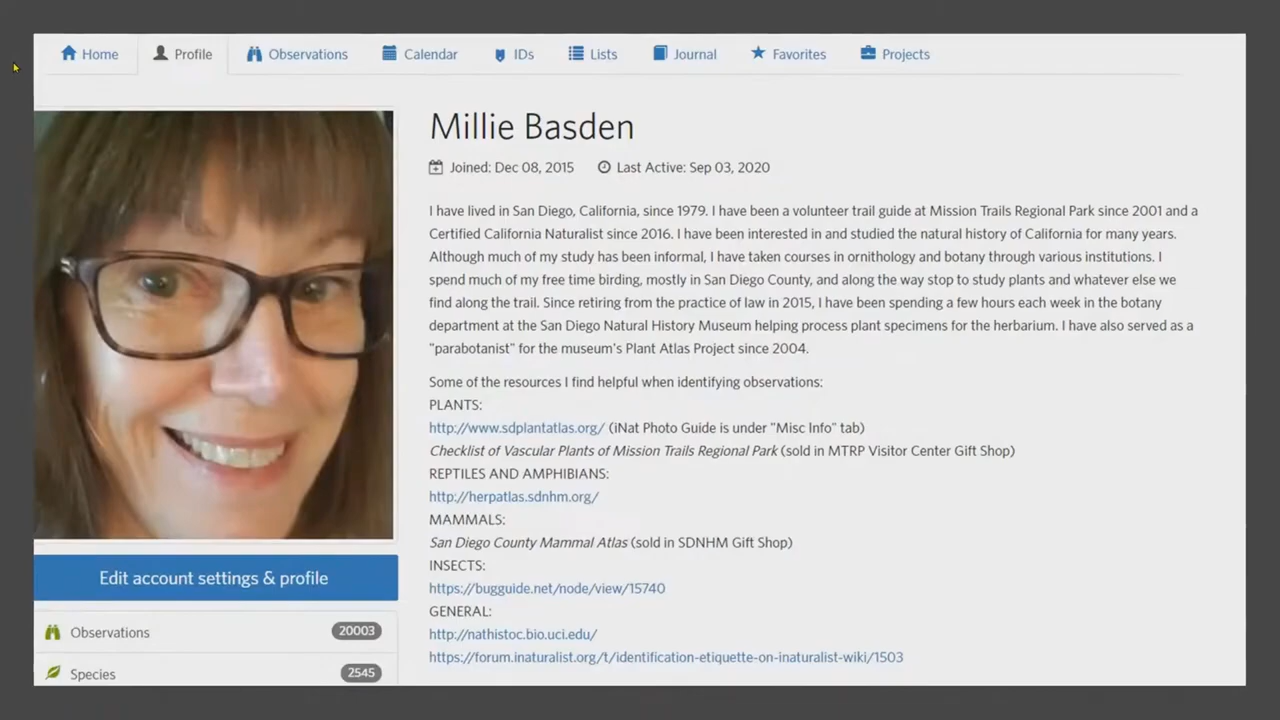 Home Profile Observations Calendar IDs Lists Journal Favorites Projects
Millie Basden
Joined: Dec 08, 2015 Last Active: Sep 03, 2020
I have lived in San Diego, California, since 1979. I have been a volunteer trail guide at Mission Trails Regional Park since 2001 and a
Certified California Naturalist since 2016. I have been interested in and studied the natural history of California for many years.
Although much of my study has been informal, I have taken courses in ornithology and botany through various institutions. I
spend much of my free time birding, mostly in San Diego County, and along the way stop to study plants and whatever else we
find along the trail. Since retiring from the practice of law in 2015, I have been spending a few hours each week in the botany
department at the San Diego Natural History Museum helping process plant specimens for the herbarium. I have also served as a
"parabotanist" for the museum's Plant Atlas Project since 2004.
Some of the resources I find helpful when identifying observations:
PLANTS:
http://www.sdplantatlas.org/ (iNat Photo Guide is under "Misc Info" tab)
Checklist of Vascular Plants of Mission Trails Regional Park (sold in MTRP Visitor Center Gift Shop)
REPTILES AND AMPHIBIANS:
http://herpatlas.sdnhm.org/
MAMMALS:
San Diego County Mammal Atlas (sold in SDNHM Gift Shop)
INSECTS:
https://bugguide.net/node/view/15740
GENERAL:
http://nathistoc.bio.uci.edu/
https://forum.inaturalist.org/t/identification-etiquette-on-inaturalist-wiki/1503
Edit account settings & profile
Observations 20003
Species 2545